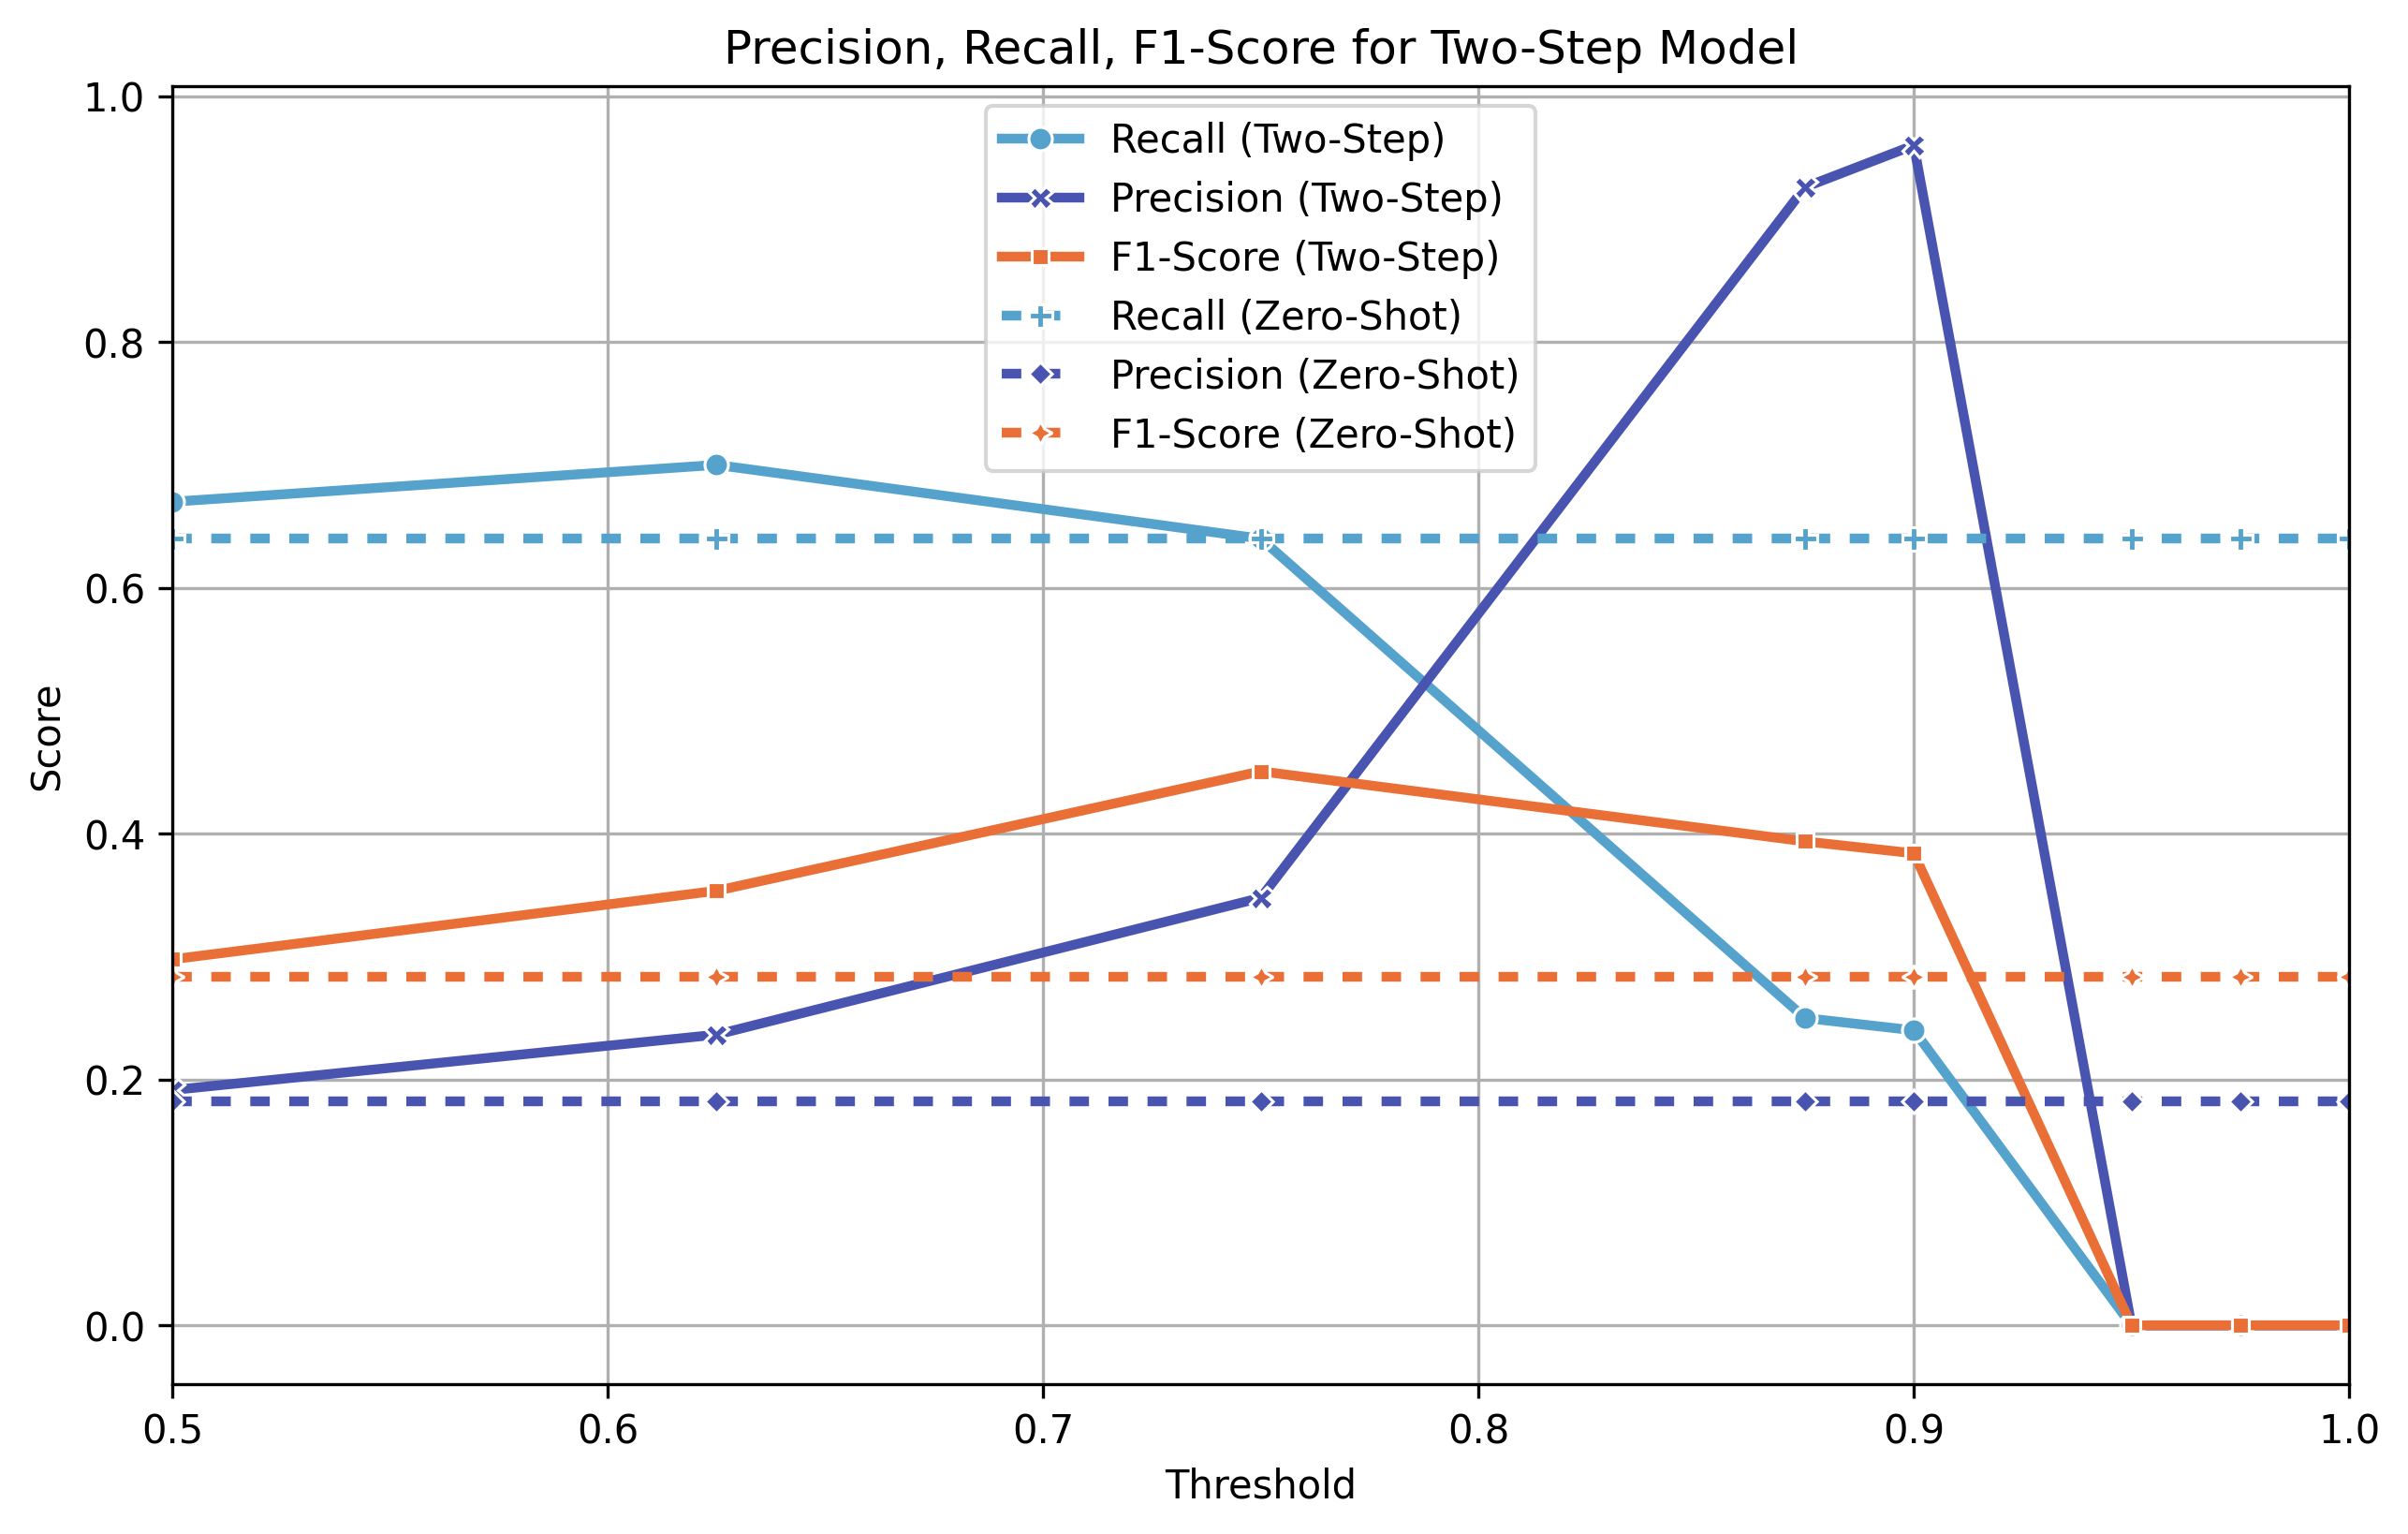 Precision, Recall, F1-Score for Two-Step Model
1.0
0.8
0.6
0.4
0.2
0.0
Score
Recall (Two-Step)
Precision (Two-Step)
F1-Score (Two-Step)
Recall (Zero-Shot)
Precision (Zero-Shot)
F1-Score (Zero-Shot)
0.5 0.6 0.7 0.8 0.9 1.0
Threshold